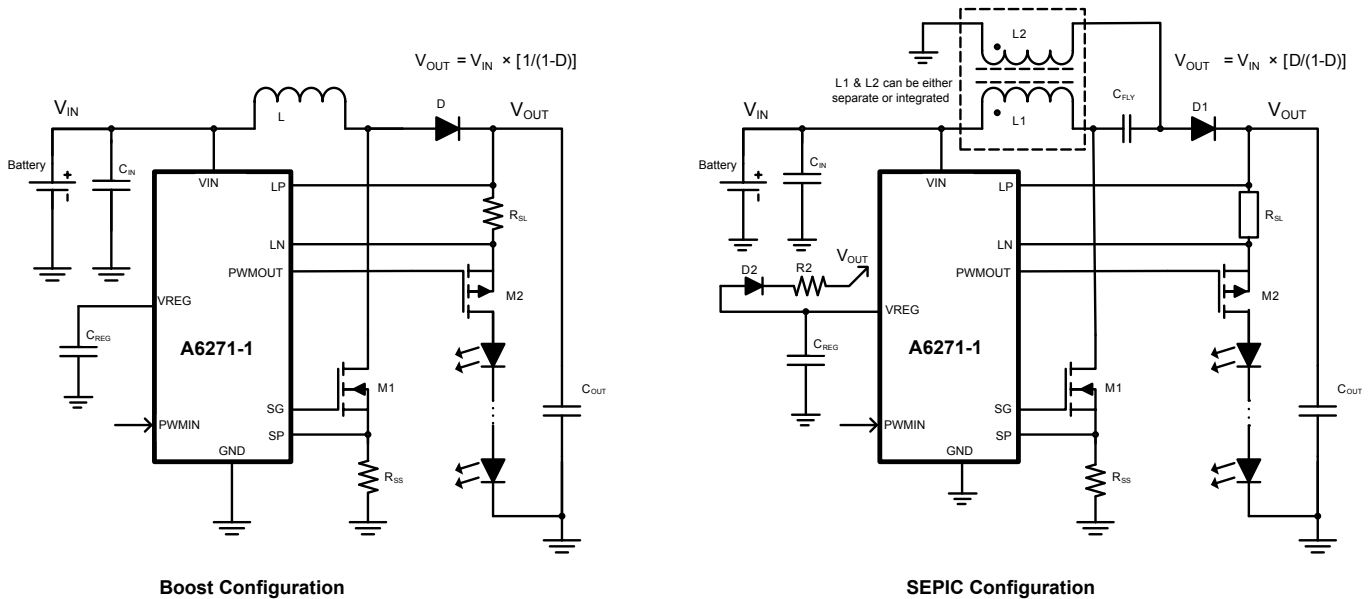 V_OUT = V_IN × [1/(1-D)]
V_IN
L
D
V_OUT
Battery
+
C_IN
VIN
LP
R_SL
LN
PWMOUT
M2
VREG
C_REG
A6271-1
M1
C_OUT
SG
PWMIN
SP
GND
R_SS
Boost Configuration
L2
V_OUT = V_IN × [D/(1-D)]
L1 & L2 can be either
separate or integrated
C_FLY
V_IN
L1
D1
V_OUT
Battery
+
C_IN
VIN
LP
R_SL
LN
V_OUT
D2
R2
PWMOUT
M2
VREG
C_REG
A6271-1
M1
C_OUT
SG
PWMIN
SP
GND
R_SS
SEPIC Configuration